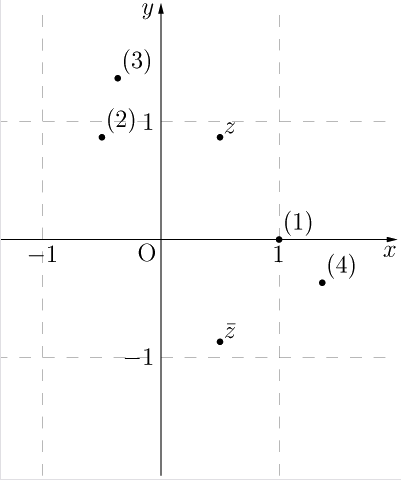 y
(3)
(2) 1 z
(1)
−1 O 1 x
(4)
z̄
−1